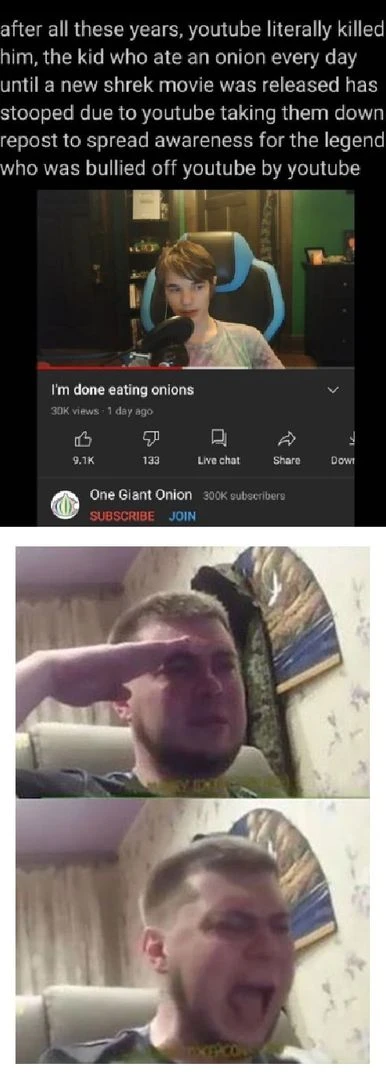 after all these years, youtube literally killed
him, the kid who ate an onion every day
until a new shrek movie was released has
stooped due to youtube taking them down
repost to spread awareness for the legend
who was bullied off youtube by youtube
I'm done eating onions
30K views · 1 day ago
9.1K
133
Live chat
Share
Down
One Giant Onion 300K subscribers
SUBSCRIBE JOIN